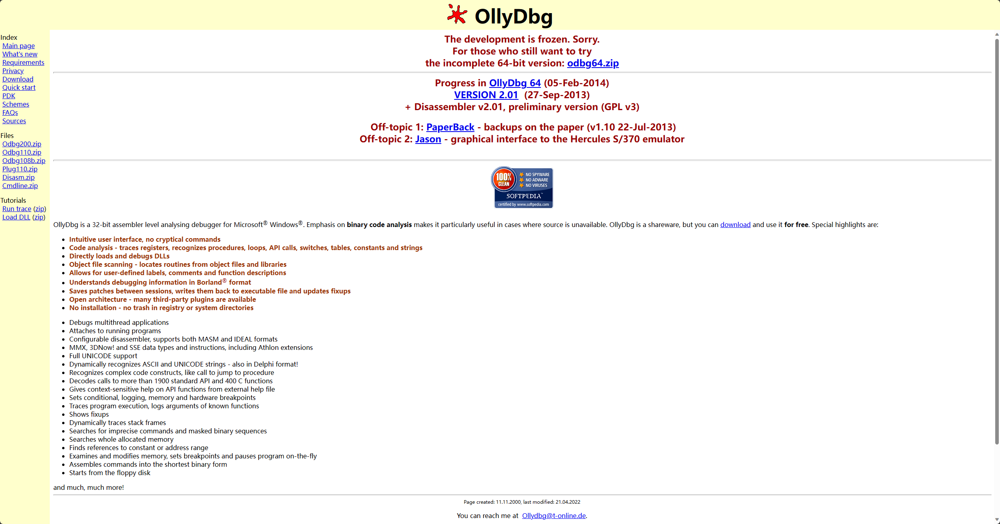 OllyDbg
Index
Main page
What's new
Requirements
Privacy
Download
Quick start
PDK
Schemes
FAQs
Sources
Files
Odbg200.zip
Odbg110.zip
Odbg108b.zip
Plug110.zip
Disasm.zip
Cmdline.zip
Tutorials
Run trace (zip)
Load DLL (zip)
The development is frozen. Sorry.
For those who still want to try
the incomplete 64-bit version: odbg64.zip
Progress in OllyDbg 64 (05-Feb-2014)
VERSION 2.01 (27-Sep-2013)
+ Disassembler v2.01, preliminary version (GPL v3)
Off-topic 1: PaperBack - backups on the paper (v1.10 22-Jul-2013)
Off-topic 2: Jason - graphical interface to the Hercules S/370 emulator
100% CLEAN
NO SPYWARE
NO ADWARE
NO VIRUSES
SOFTPEDIA™
certified by www.softpedia.com
OllyDbg is a 32-bit assembler level analysing debugger for Microsoft® Windows®. Emphasis on binary code analysis makes it particularly useful in cases where source is unavailable. OllyDbg is a shareware, but you can download and use it for free. Special highlights are:
• Intuitive user interface, no cryptical commands
• Code analysis - traces registers, recognizes procedures, loops, API calls, switches, tables, constants and strings
• Directly loads and debugs DLLs
• Object file scanning - locates routines from object files and libraries
• Allows for user-defined labels, comments and function descriptions
• Understands debugging information in Borland® format
• Saves patches between sessions, writes them back to executable file and updates fixups
• Open architecture - many third-party plugins are available
• No installation - no trash in registry or system directories
• Debugs multithread applications
• Attaches to running programs
• Configurable disassembler, supports both MASM and IDEAL formats
• MMX, 3DNow! and SSE data types and instructions, including Athlon extensions
• Full UNICODE support
• Dynamically recognizes ASCII and UNICODE strings - also in Delphi format!
• Recognizes complex code constructs, like call to jump to procedure
• Decodes calls to more than 1900 standard API and 400 C functions
• Gives context-sensitive help on API functions from external help file
• Sets conditional, logging, memory and hardware breakpoints
• Traces program execution, logs arguments of known functions
• Shows fixups
• Dynamically traces stack frames
• Searches for imprecise commands and masked binary sequences
• Searches whole allocated memory
• Finds references to constant or address range
• Examines and modifies memory, sets breakpoints and pauses program on-the-fly
• Assembles commands into the shortest binary form
• Starts from the floppy disk
and much, much more!
Page created: 11.11.2000, last modified: 21.04.2022
You can reach me at Ollydbg@t-online.de.